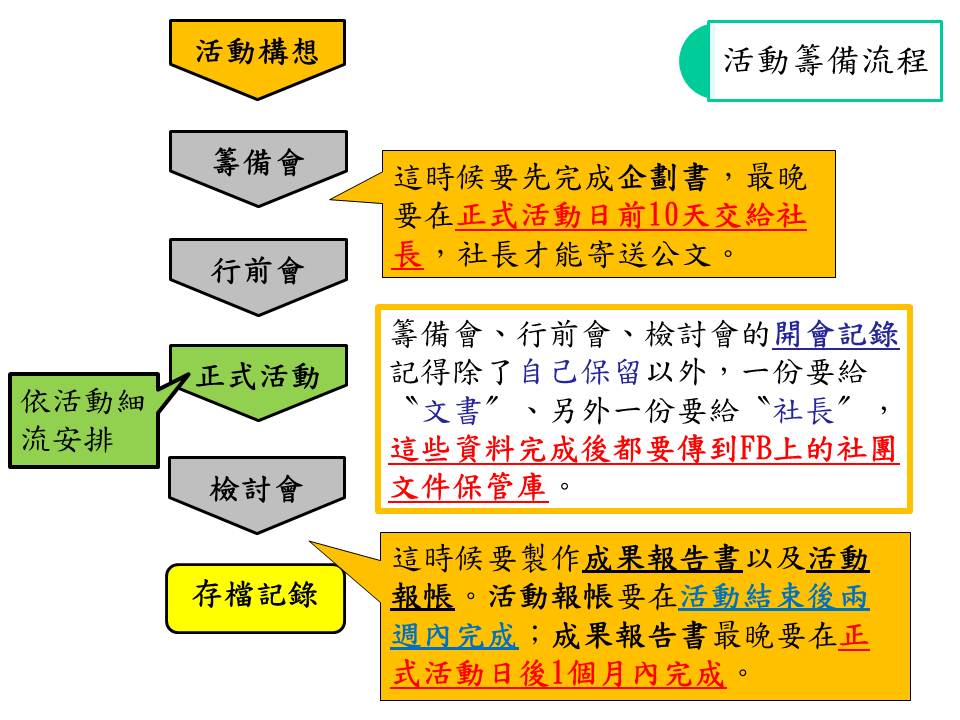 活動構想
活動籌備流程
籌備會
這時候要先完成企劃書，最晚
要在正式活動日前10天交給社
長，社長才能寄送公文。
行前會
籌備會、行前會、檢討會的開會記錄
記得除了自己保留以外，一份要給
〝文書〞、另外一份要給〝社長〞，
這些資料完成後都要傳到FB上的社團
文件保管庫。
正式活動
依活動細
流安排
檢討會
這時候要製作成果報告書以及活動
報帳。活動報帳要在活動結束後兩
週內完成；成果報告書最晚要在正
式活動日後1個月內完成。
存檔記錄